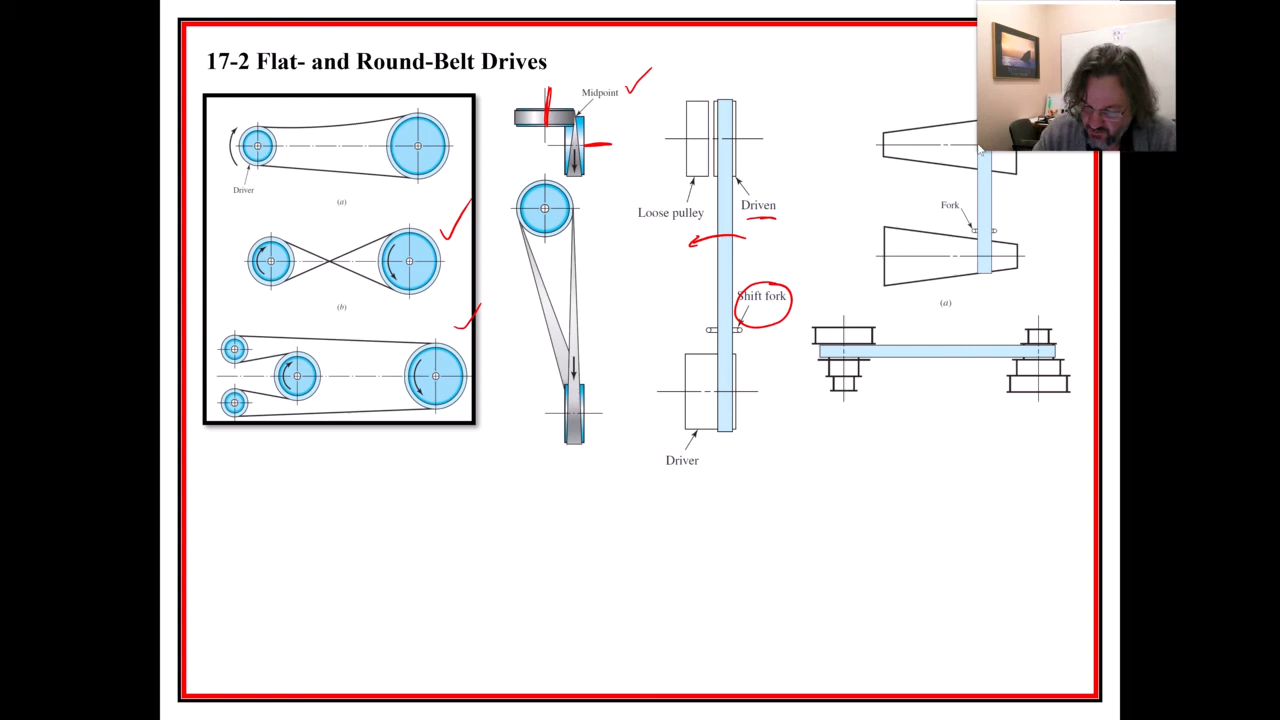 17-2 Flat- and Round-Belt Drives
Driver
(a)
(b)
Midpoint
Loose pulley
Driven
Shift fork
Driver
Fork
(a)